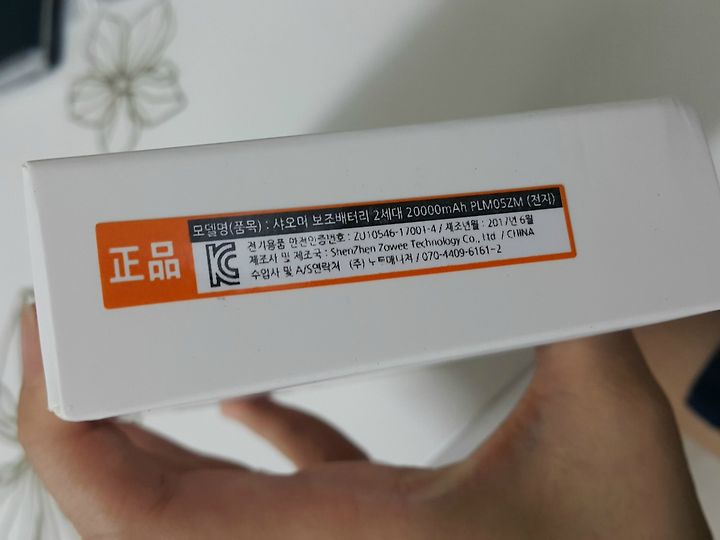 正品
모델명(품목) : 샤오미 보조배터리 2세대 20000mAh PLM05ZM (전지)
전기용품 안전인증번호 : ZU10546-17001-4 / 제조년월 : 2017년 6월
제조사 및 제조국 : ShenZhen Zowee Technology Co., Ltd / CHINA
수입사 및 A/S연락처 (주) 노트매니저 / 070-4409-6161~2
KC